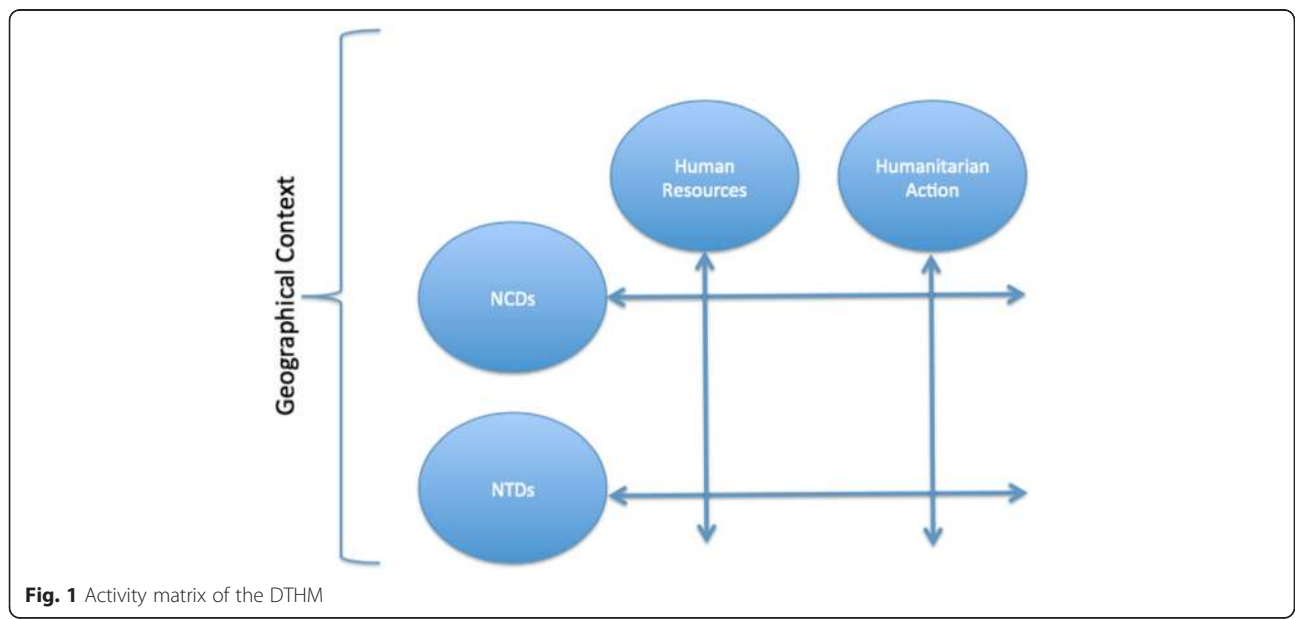 Geographical Context
Human
Resources
Humanitarian
Action
NCDs
NTDs
Fig. 1 Activity matrix of the DTHM